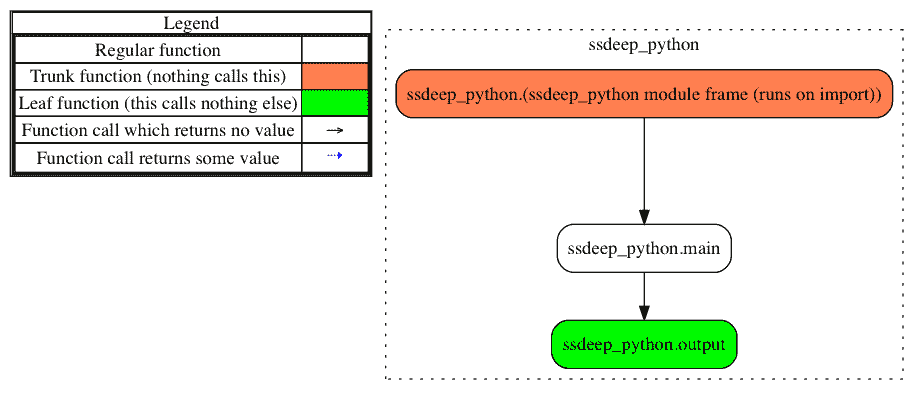 Legend
Regular function
Trunk function (nothing calls this)
Leaf function (this calls nothing else)
Function call which returns no value
Function call returns some value
ssdeep_python
ssdeep_python.(ssdeep_python module frame (runs on import))
ssdeep_python.main
ssdeep_python.output